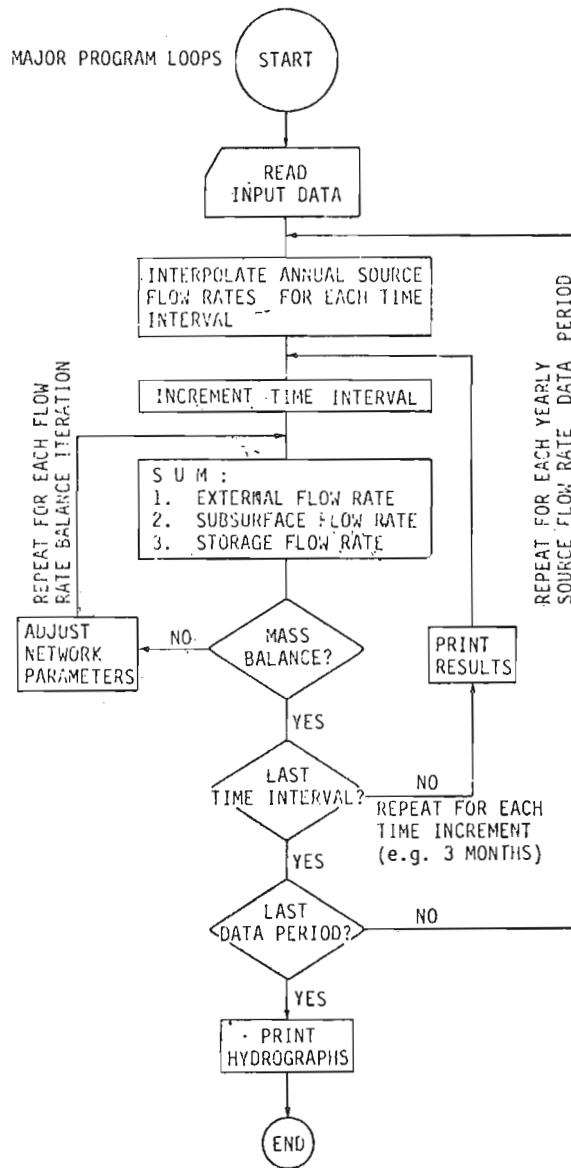 MAJOR PROGRAM LOOPS
START
READ
INPUT DATA
INTERPOLATE ANNUAL SOURCE
FLOW RATES FOR EACH TIME
INTERVAL
INCREMENT TIME INTERVAL
REPEAT FOR EACH FLOW
RATE BALANCE ITERATION
S U M :
1. EXTERNAL FLOW RATE
2. SUBSURFACE FLOW RATE
3. STORAGE FLOW RATE
REPEAT FOR EACH YEARLY
SOURCE FLOW RATE DATA PERIOD
ADJUST
NETWORK
PARAMETERS
NO
MASS
BALANCE?
PRINT
RESULTS
YES
LAST
TIME INTERVAL?
NO
REPEAT FOR EACH
TIME INCREMENT
(e.g. 3 MONTHS)
YES
LAST
DATA PERIOD?
NO
YES
PRINT
HYDROGRAPHS
END